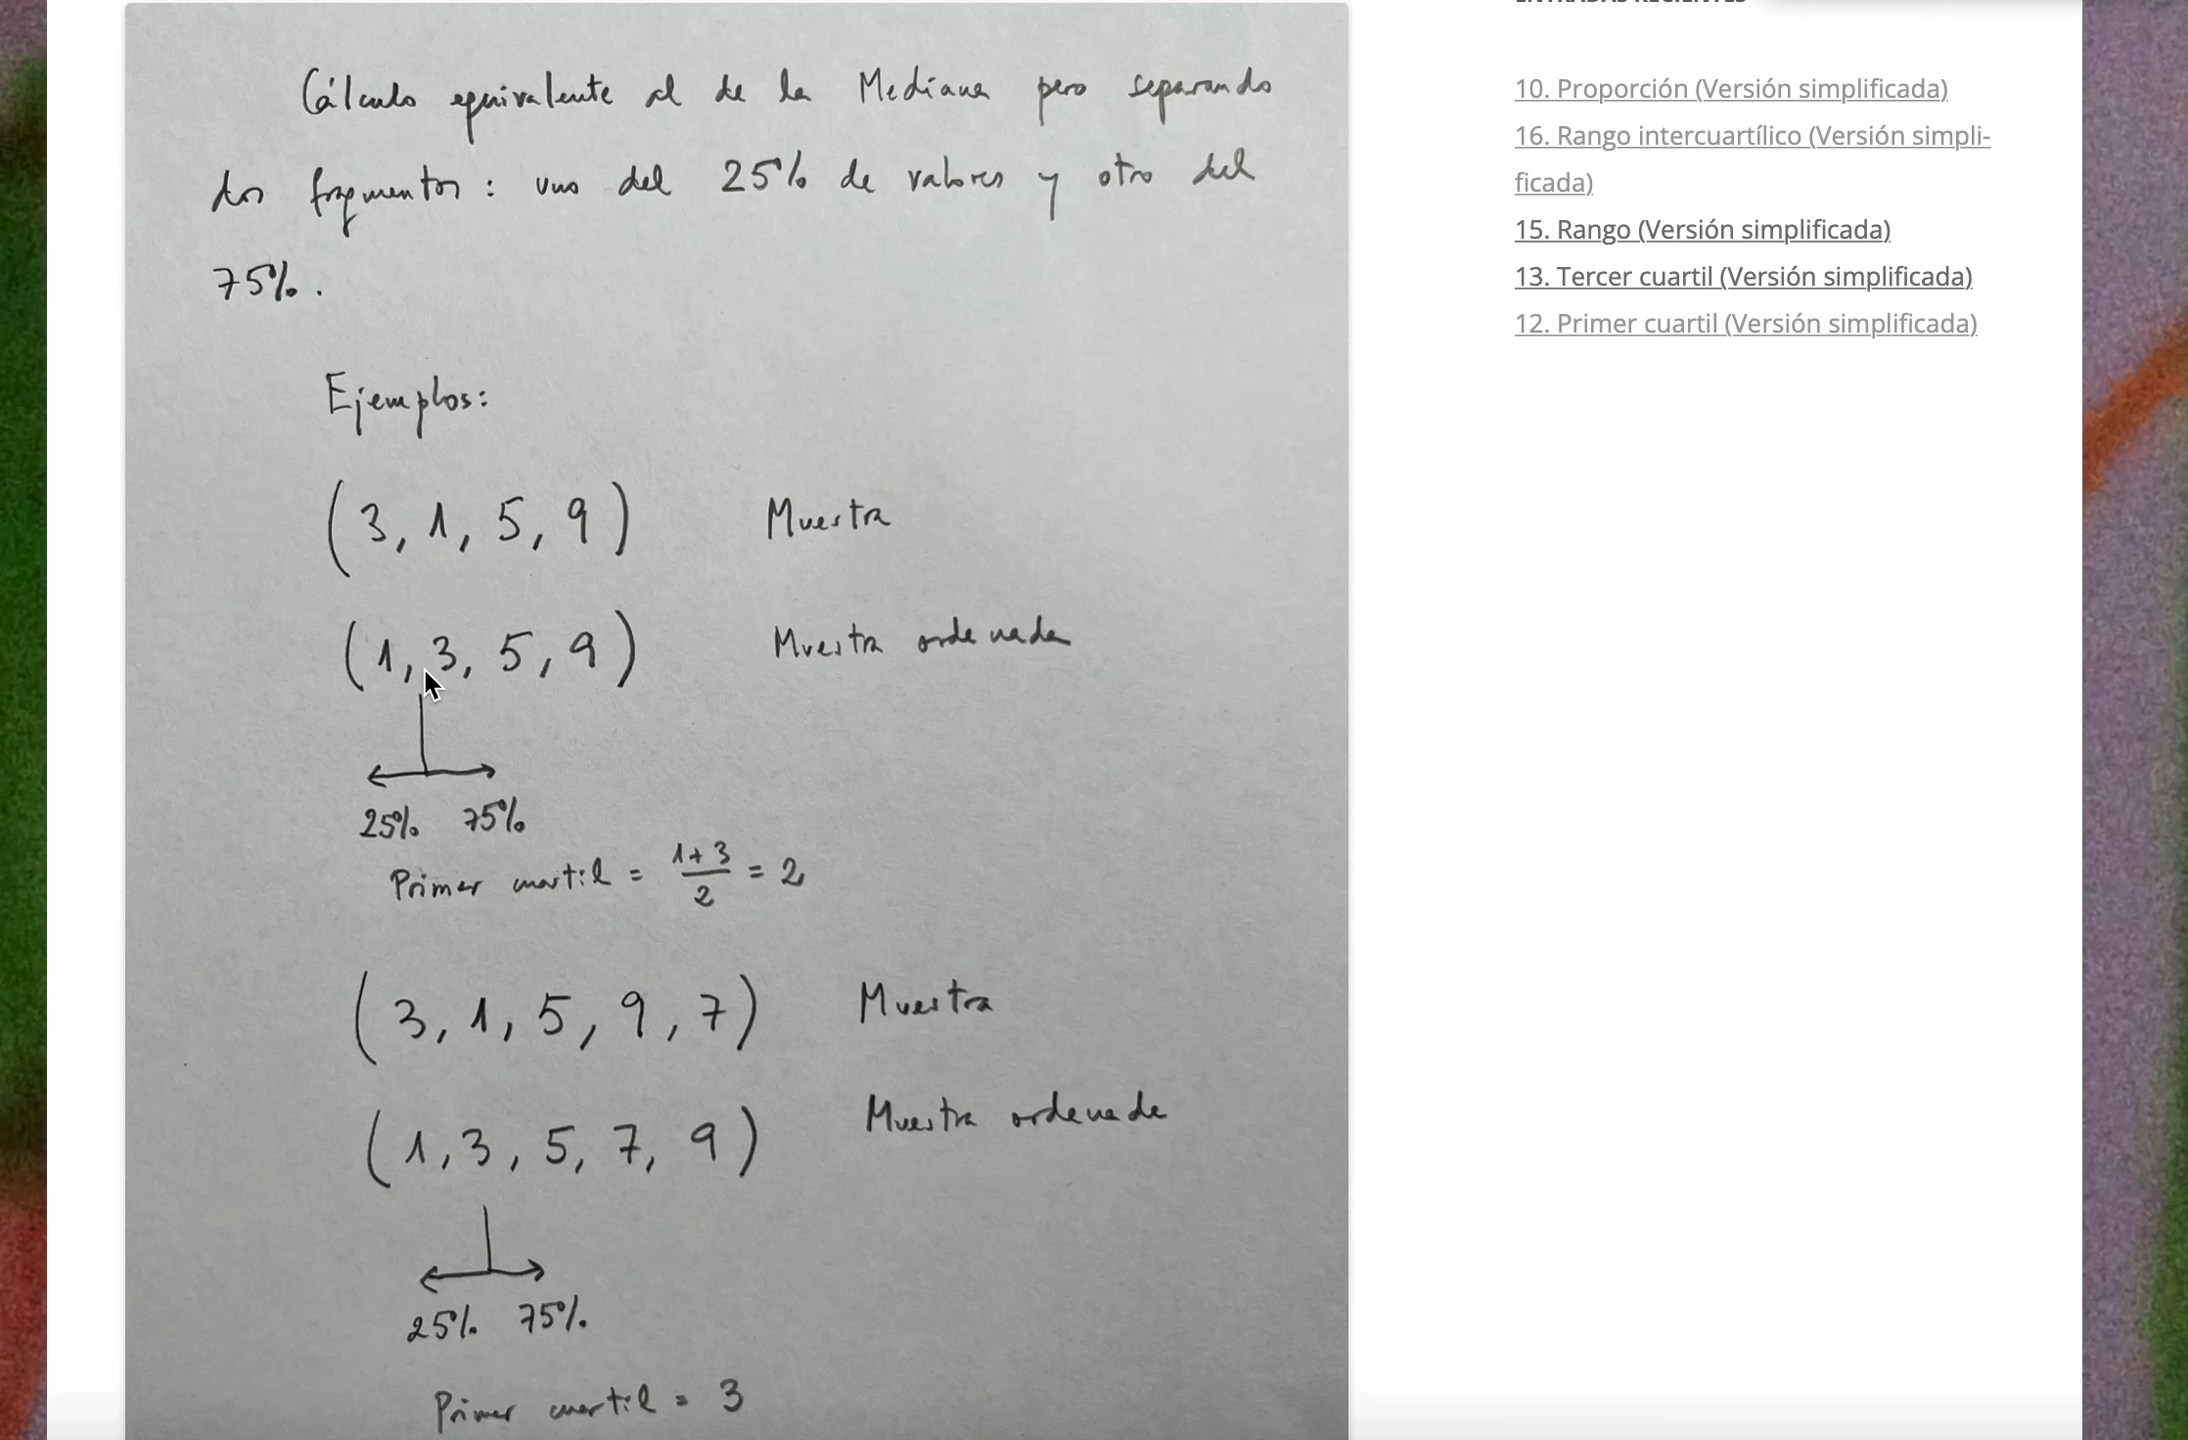 Cálculo equivalente al de la Mediana pero separando
dos fragmentos: uno del 25% de valores y otro del
75%.
Ejemplos:
(3, 1, 5, 9) Muestra
(1, 3, 5, 9) Muestra ordenada
25% 75%
Primer cuartil = \frac{1+3}{2} = 2
(3, 1, 5, 9, 7) Muestra
(1, 3, 5, 7, 9) Muestra ordenada
25% 75%
Primer cuartil = 3
ENTRADAS RECIENTES
10. Proporción (Versión simplificada)
16. Rango intercuartílico (Versión simpli-
ficada)
15. Rango (Versión simplificada)
13. Tercer cuartil (Versión simplificada)
12. Primer cuartil (Versión simplificada)